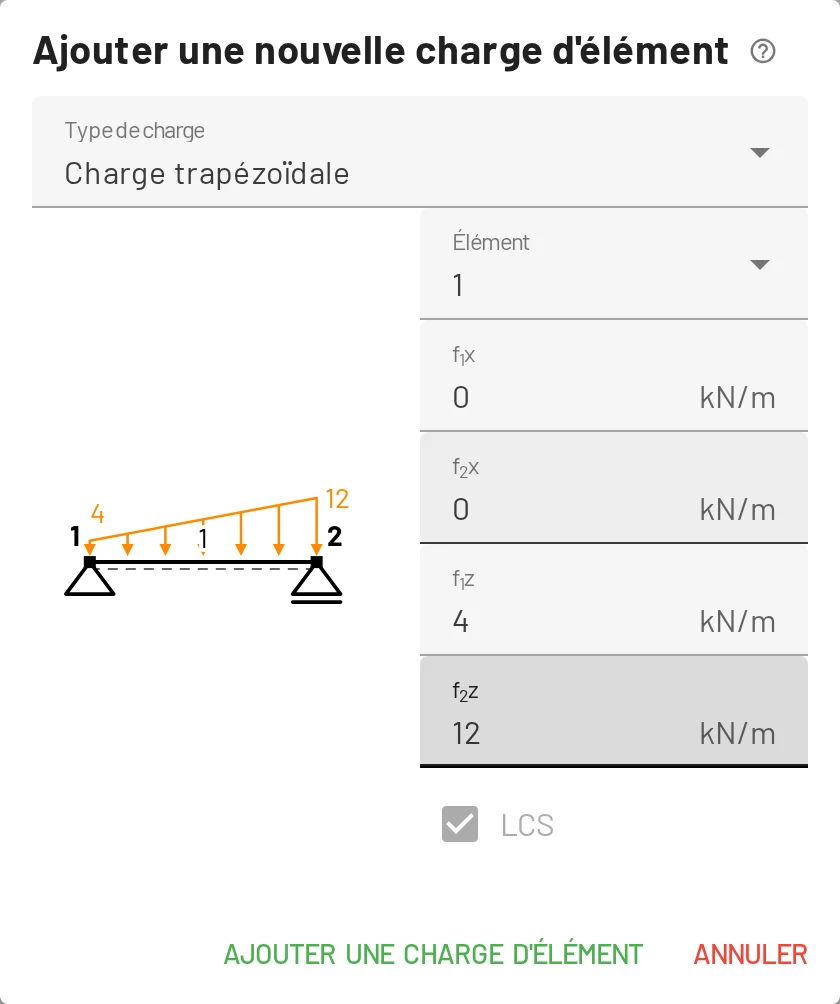 Ajouter une nouvelle charge d'élément
Type de charge
Charge trapézoïdale
Élément
1
f₁x
0 kN/m
f₂x
0 kN/m
4
12
1
1
2
f₁z
4 kN/m
f₂z
12 kN/m
LCS
AJOUTER UNE CHARGE D'ÉLÉMENT ANNULER